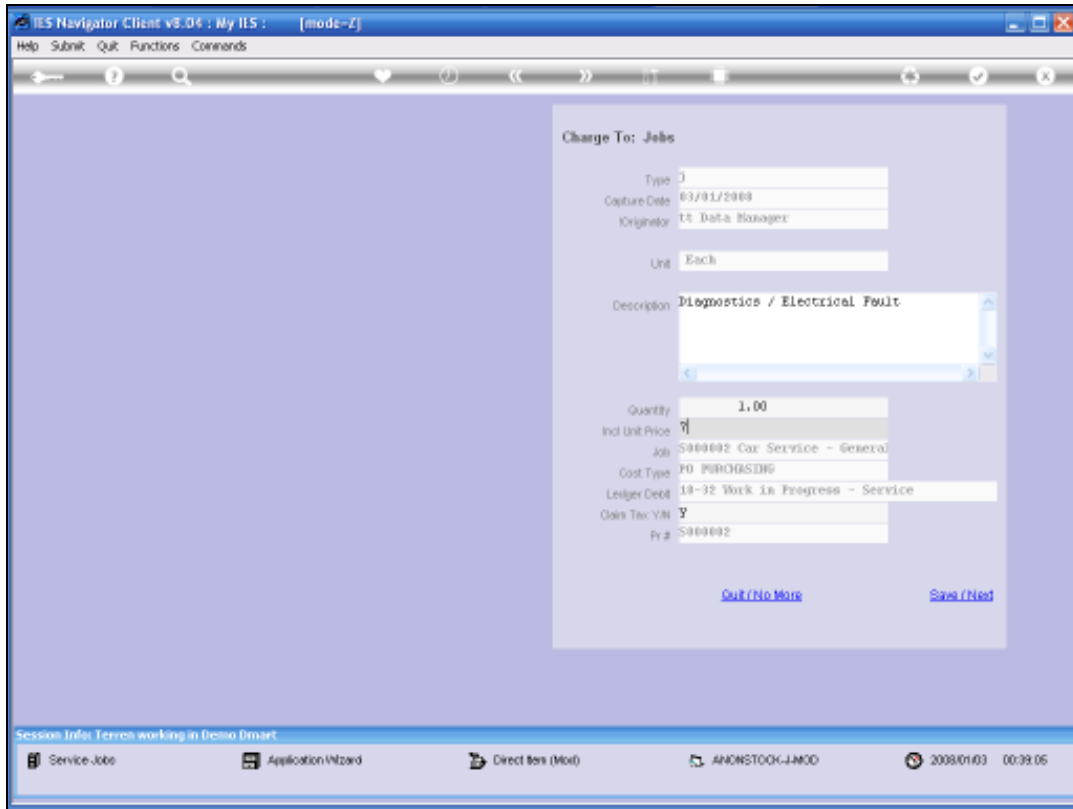 IES Navigator Client v8.04 : My IES : [mode=Z]
Help Submit Quit Functions Commands
Charge To: Jobs
Type J
Capture Date 03/01/2008
!Originator tt Data Manager
Unit Each
Description Diagnostics / Electrical Fault
Quantity 1.00
Incl Unit Price 7
Job S000002 Car Service - General
Cost Type PO PURCHASING
Ledger Debit 18-32 Work in Progress - Service
Claim Tax Y/N Y
Pr # S000002
Quit / No More Save / Next
Session Info: Terren working in Demo Dmart
Service Jobs Application Wizard Direct Item (Mod) ANONSTOCK-J-MOD 2008/01/03 00:39:05